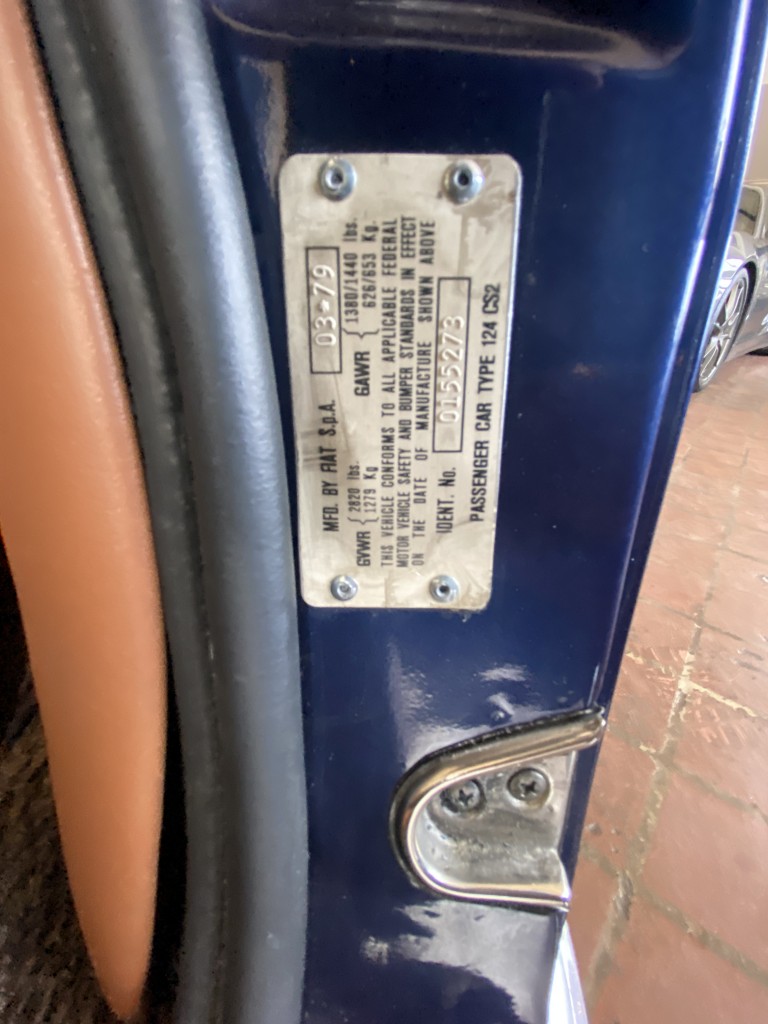 MFD. BY FIAT S.p.A. 03-79
GVWR { 2820 lbs. GAWR { 1380/1440 lbs.
1279 Kg 626/653 Kg.
THIS VEHICLE CONFORMS TO ALL APPLICABLE FEDERAL
MOTOR VEHICLE SAFETY AND BUMPER STANDARDS IN EFFECT
ON THE DATE OF MANUFACTURE SHOWN ABOVE
IDENT. No. 0155273
PASSENGER CAR TYPE 124 CS2